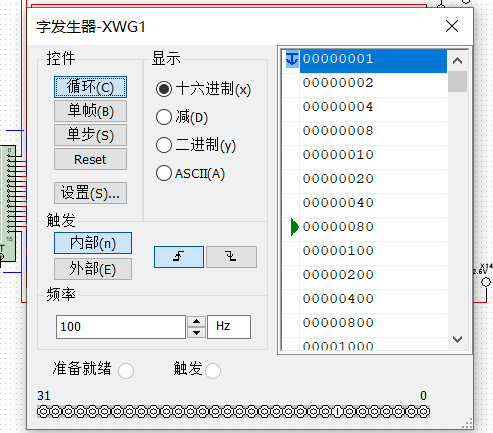 字发生器-XWG1
控件
循环(C)
单帧(B)
单步(S)
Reset
设置(S)...
显示
十六进制(x)
减(D)
二进制(y)
ASCII(A)
触发
内部(n)
外部(E)
频率
100
Hz
准备就绪
触发
00000001
00000002
00000004
00000008
00000010
00000020
00000040
00000080
00000100
00000200
00000400
00000800
00001000
31
0
X14
2.5V